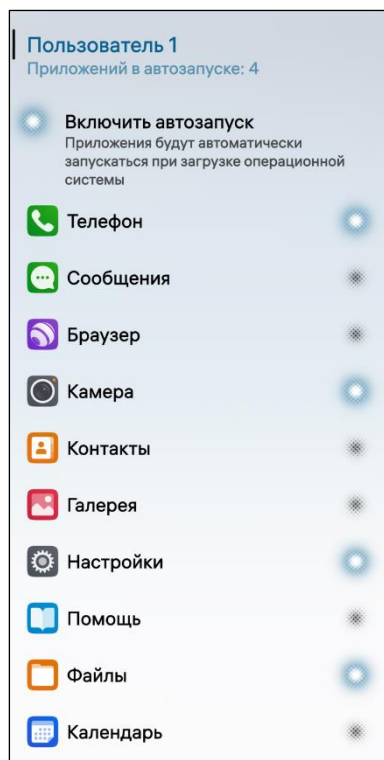 Пользователь 1
Приложений в автозапуске: 4
Включить автозапуск
Приложения будут автоматически
запускаться при загрузке операционной
системы
Телефон
Сообщения
Браузер
Камера
Контакты
Галерея
Настройки
Помощь
Файлы
Календарь